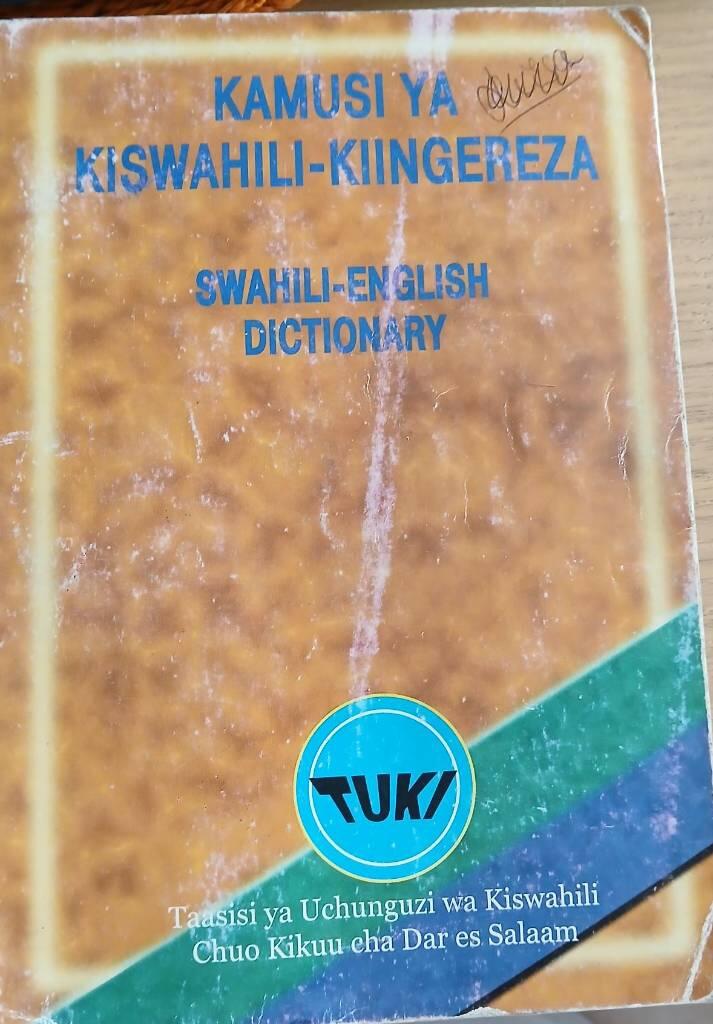 KAMUSI YA
KISWAHILI-KIINGEREZA
SWAHILI-ENGLISH
DICTIONARY
TUKI
Taasisi ya Uchunguzi wa Kiswahili
Chuo Kikuu cha Dar es Salaam